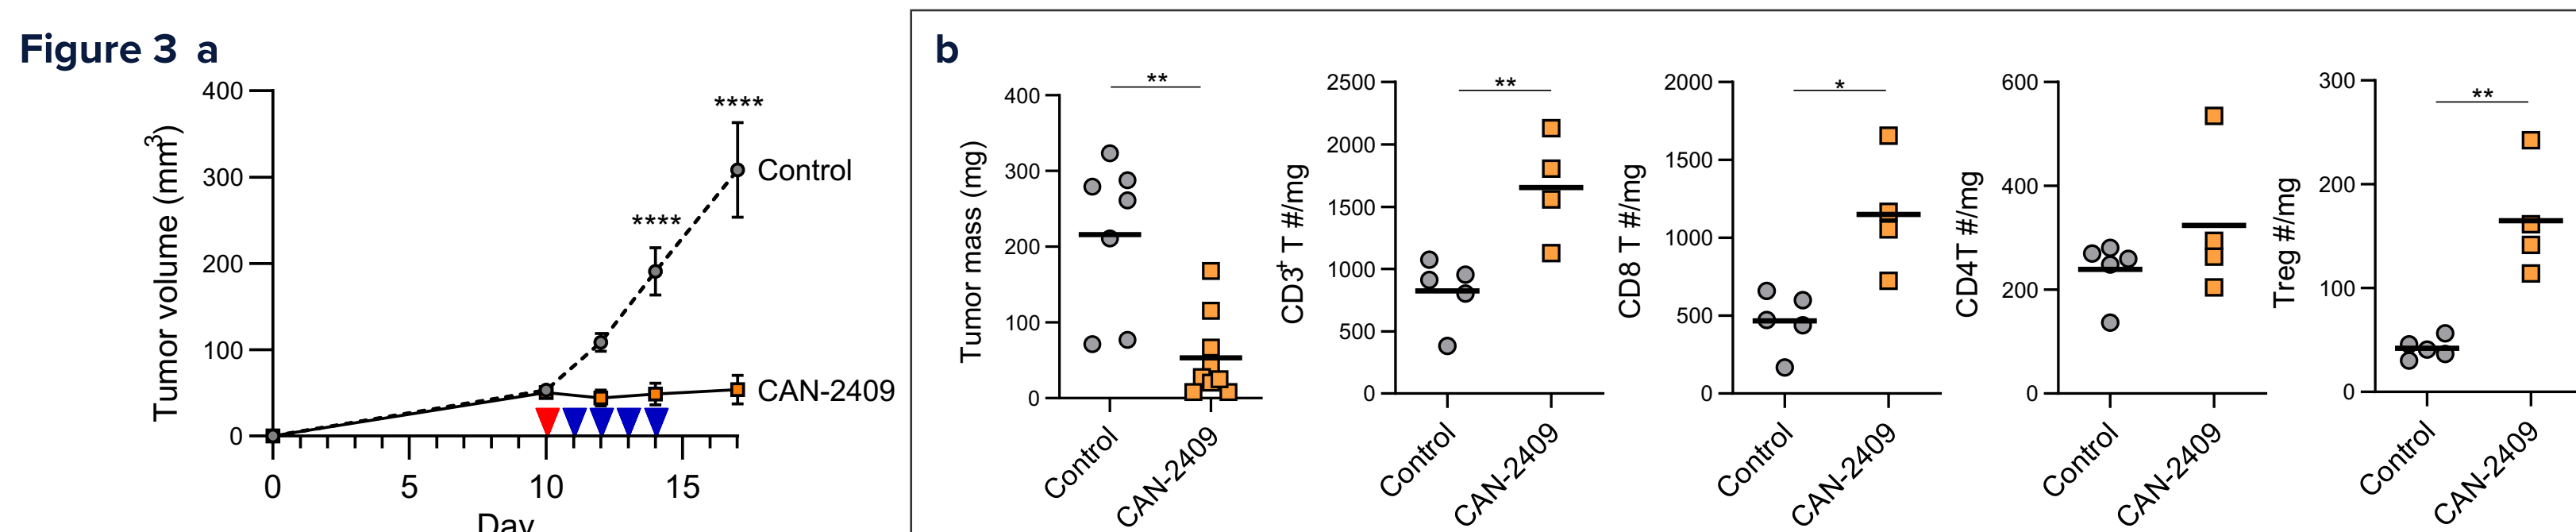 Figure 3 a
Tumor volume (mm3)
400
300
200
100
0
****
****
Control
CAN-2409
0 5 10 15
Day
b
Tumor mass (mg)
400
300
200
100
0
**
Control
CAN-2409
CD3+ T #/mg
2500
2000
1500
1000
500
0
**
Control
CAN-2409
CD8 T #/mg
2000
1500
1000
500
0
*
Control
CAN-2409
CD4T #/mg
600
400
200
0
Control
CAN-2409
Treg #/mg
300
200
100
0
**
Control
CAN-2409